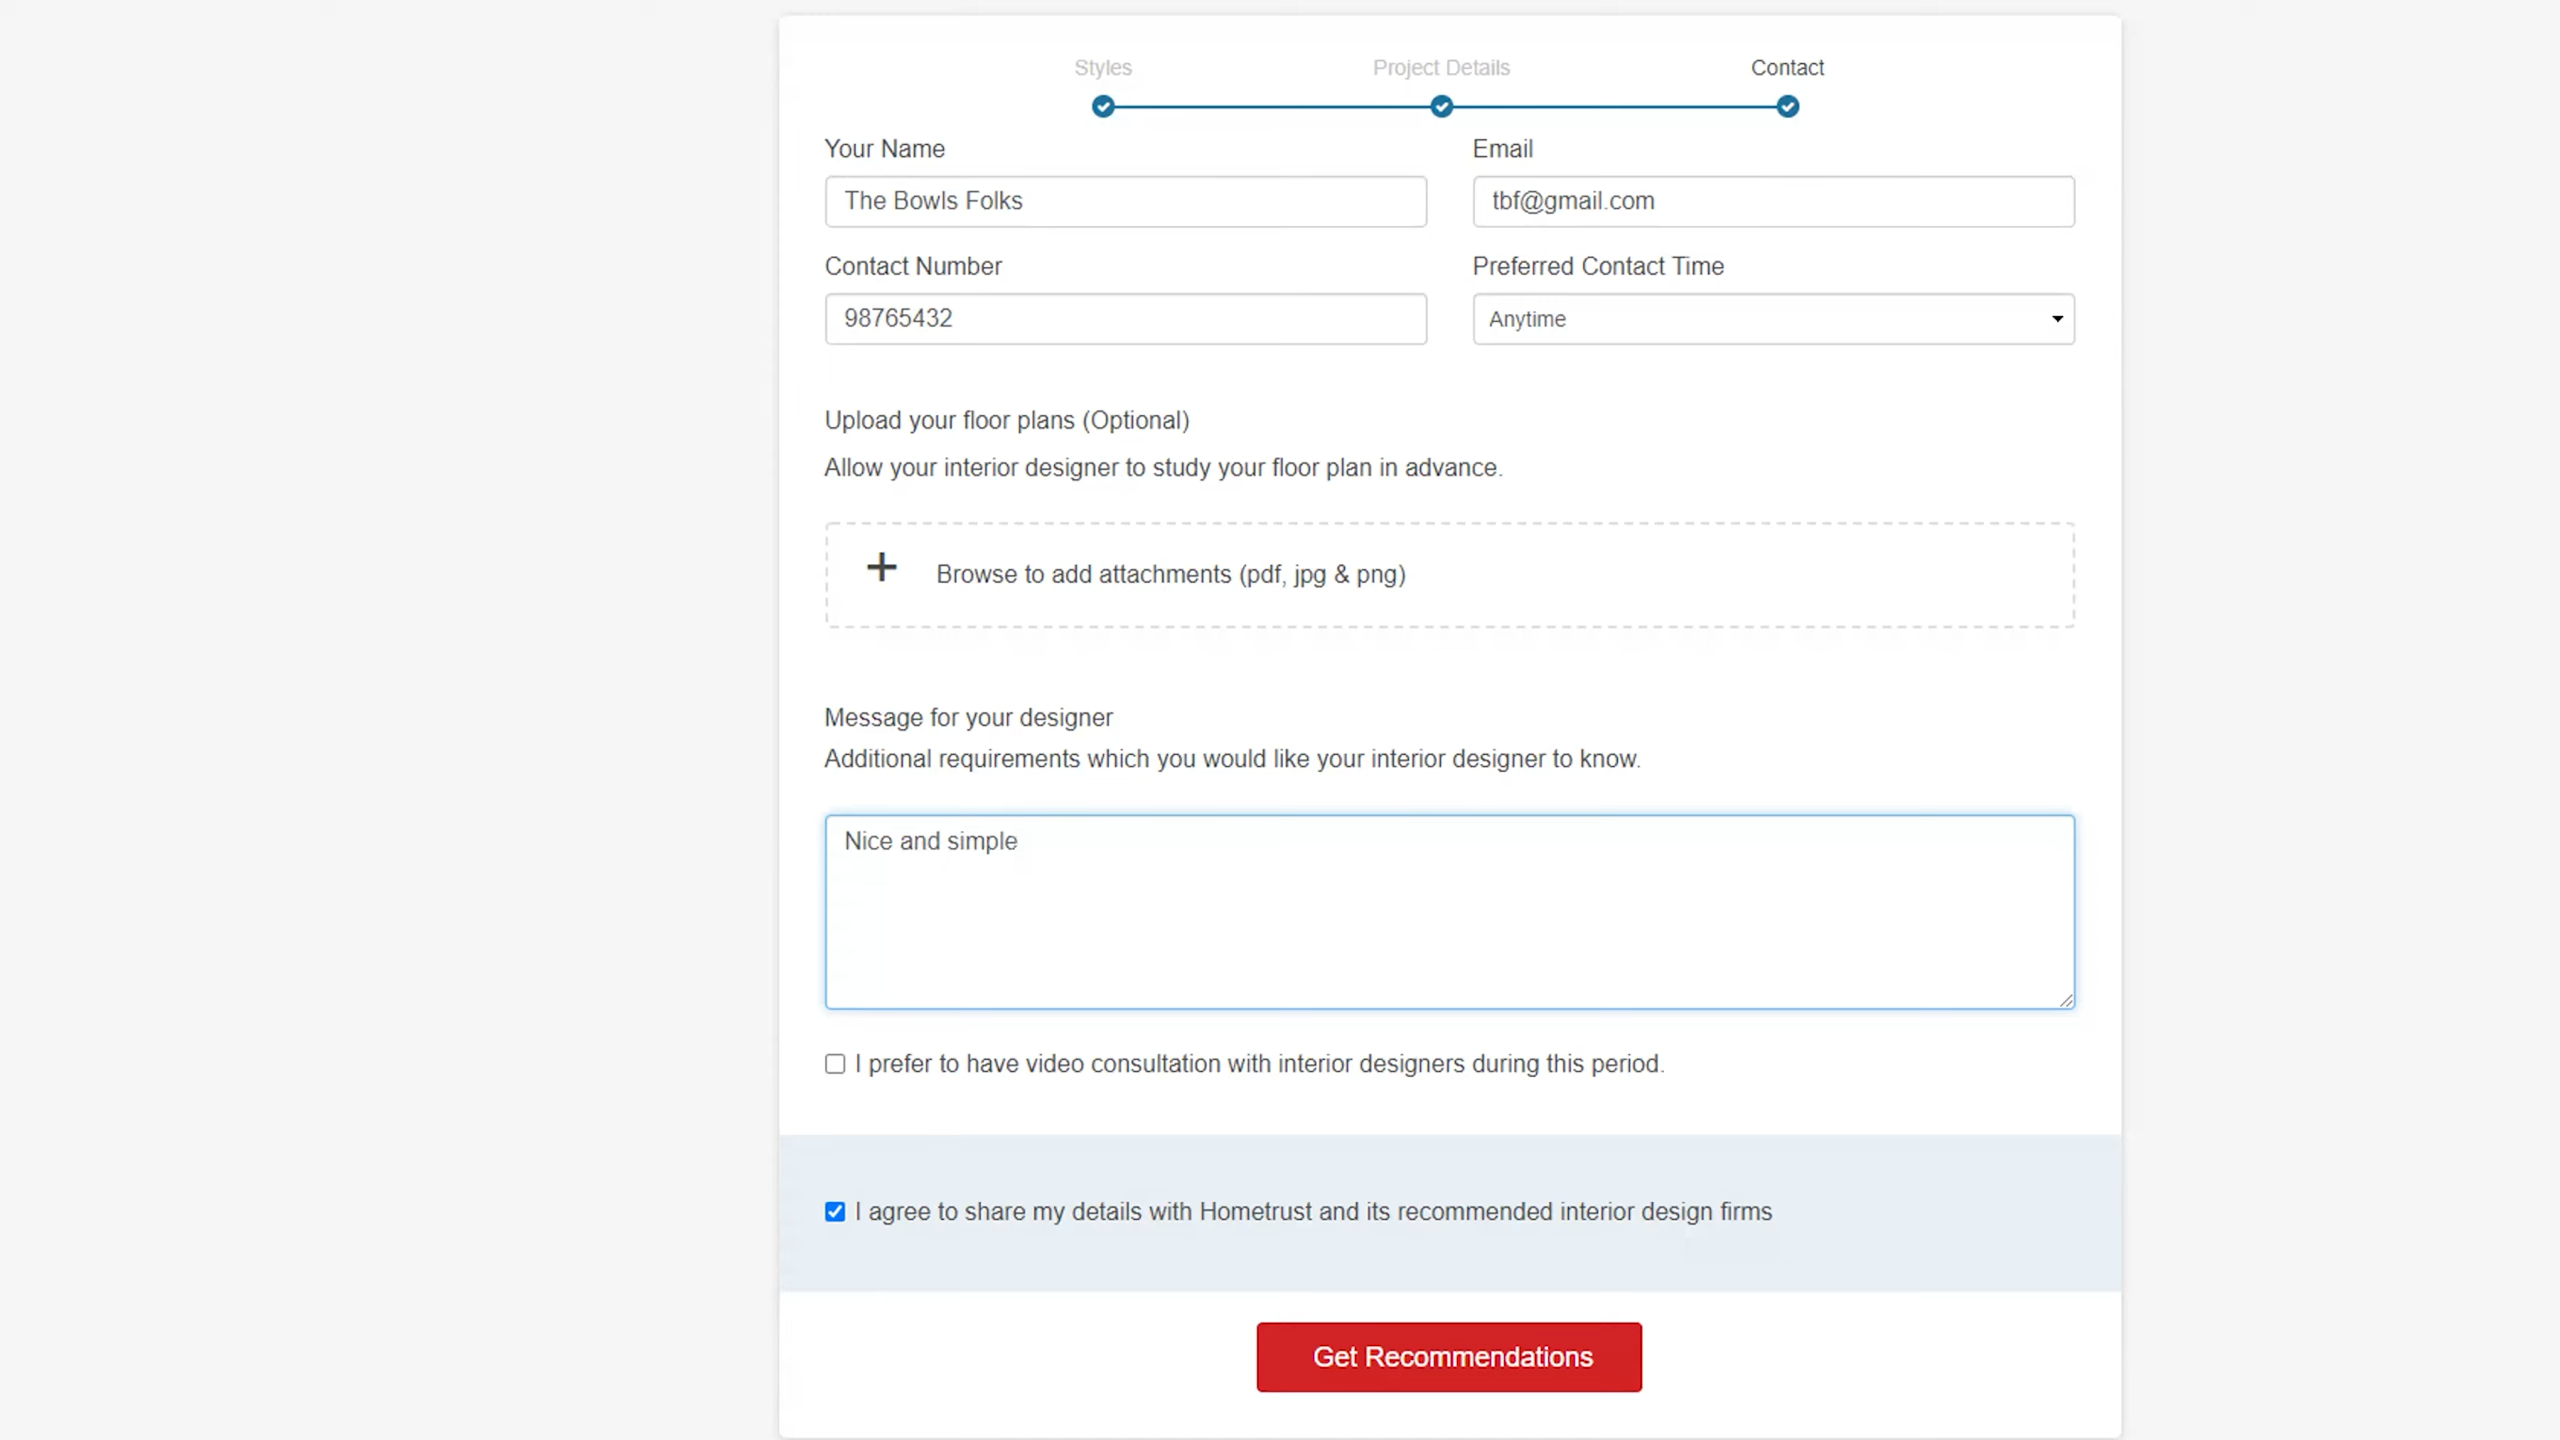 Styles
Project Details
Contact
Your Name
Email
The Bowls Folks
tbf@gmail.com
Contact Number
Preferred Contact Time
98765432
Anytime
Upload your floor plans (Optional)
Allow your interior designer to study your floor plan in advance.
+ Browse to add attachments (pdf, jpg & png)
Message for your designer
Additional requirements which you would like your interior designer to know.
Nice and simple
I prefer to have video consultation with interior designers during this period.
I agree to share my details with Hometrust and its recommended interior design firms
Get Recommendations